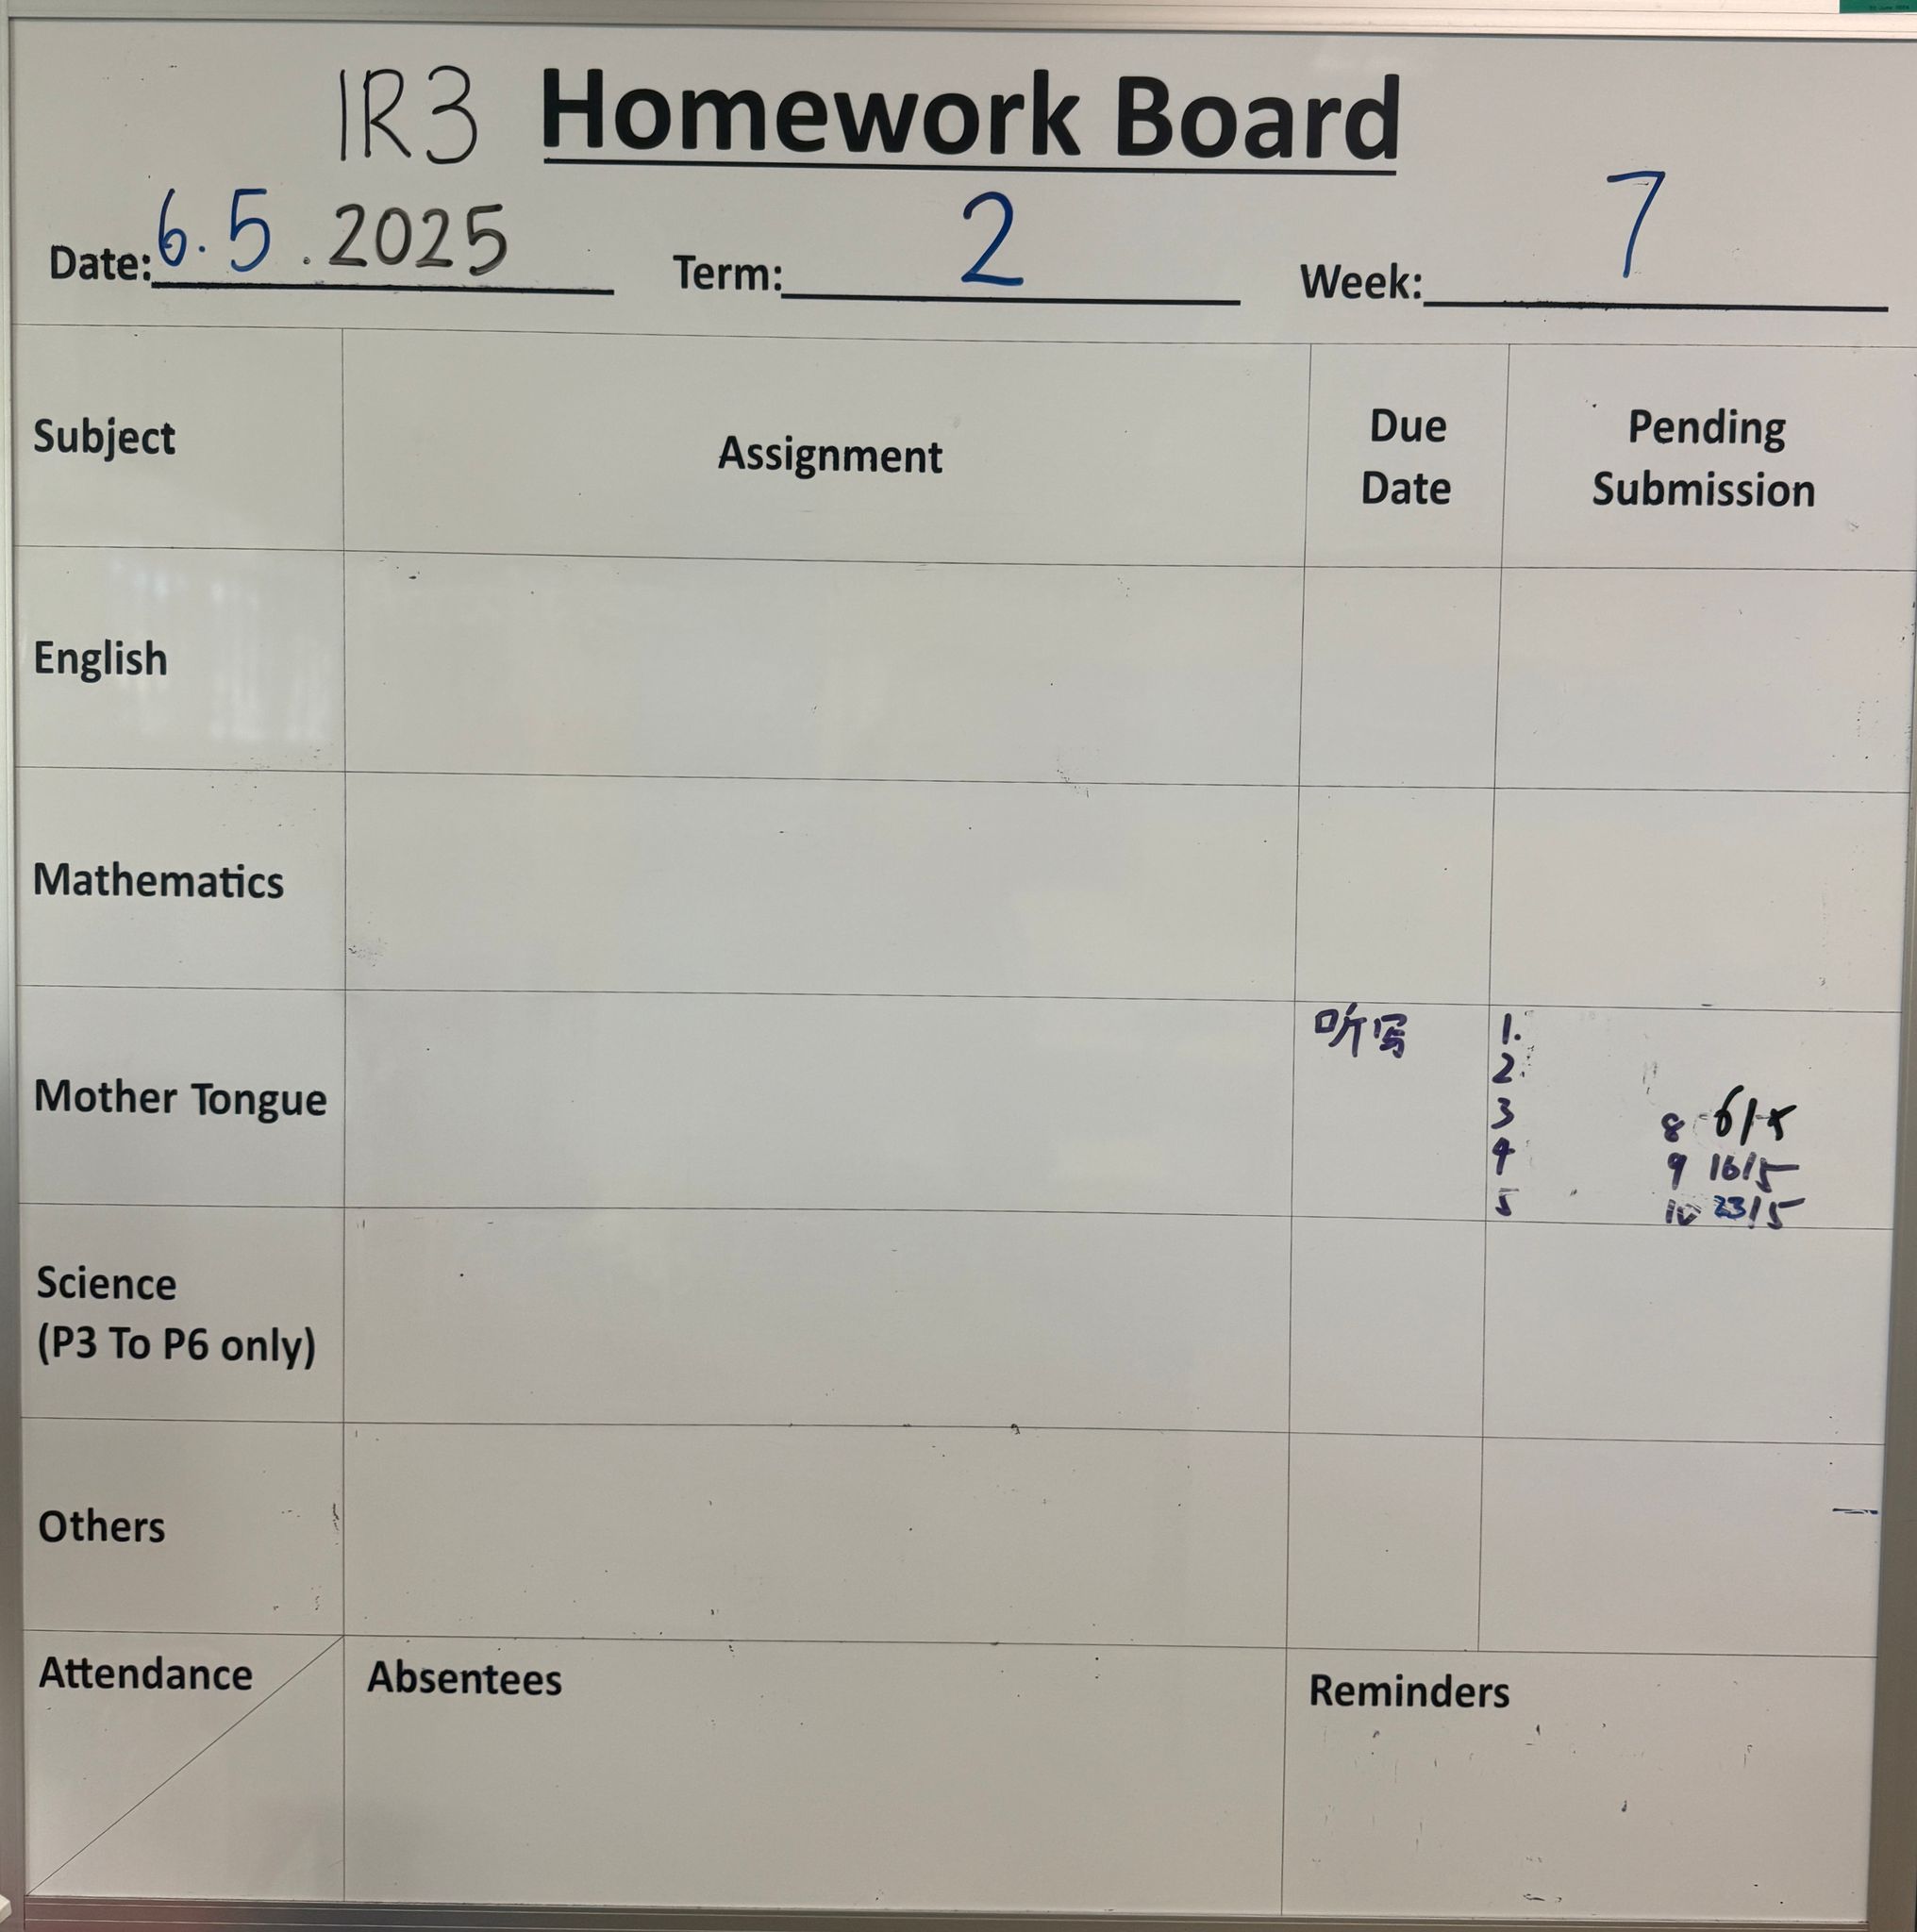 1R3 Homework Board
Date: 6.5.2025 Term: 2 Week: 7
Subject Assignment Due Date Pending Submission
English
Mathematics
Mother Tongue
听写
1.
2.
3 8 6/5
4 9 16/5
5 10 23/5
Science
(P3 To P6 only)
Others
Attendance Absentees Reminders